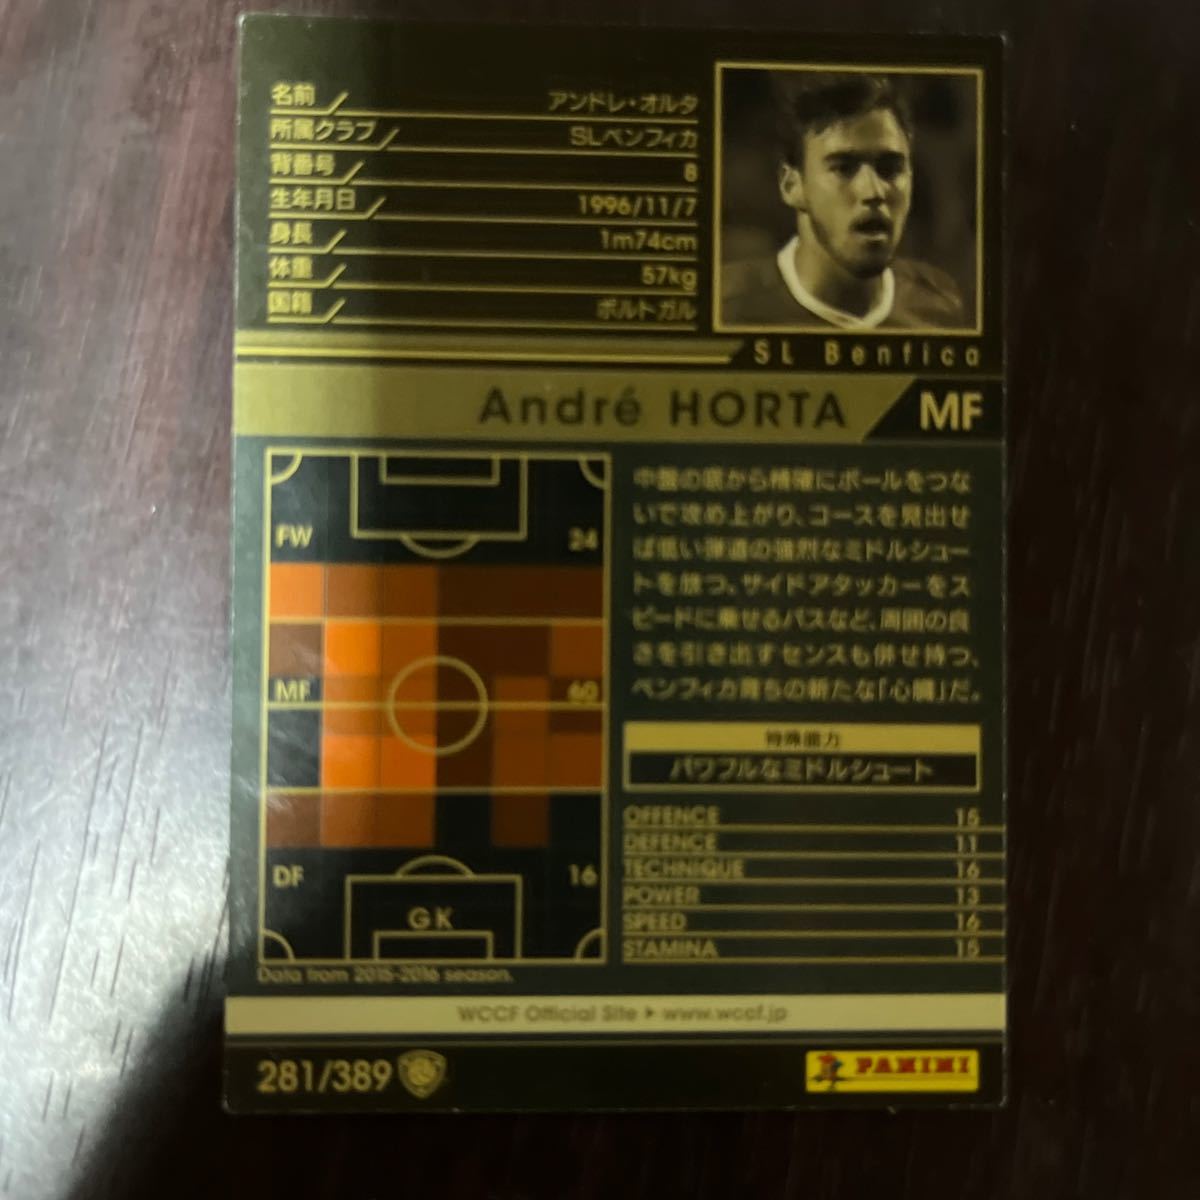 名前 アンドレ・オルタ
所属クラブ SLベンフィカ
背番号 8
生年月日 1996/11/7
身長 1m74cm
体重 57kg
国籍 ポルトガル
SL Benfica
André HORTA MF
FW 24
MF 60
DF 16
GK
Data from 2015-2016 season.
中盤の底から精確にボールをつな
いで攻め上がり、コースを見出せ
ば低い弾道の強烈なミドルシュー
トを放つ。サイドアタッカーをス
ピードに乗せるパスなど、周囲の良
さを引き出すセンスも併せ持つ、
ベンフィカ育ちの新たな「心臓」だ。
特殊能力
パワフルなミドルシュート
OFFENCE 15
DEFENCE 11
TECHNIQUE 16
POWER 13
SPEED 16
STAMINA 15
WCCF Official Site ▶ www.wccf.jp
281/389
PANINI